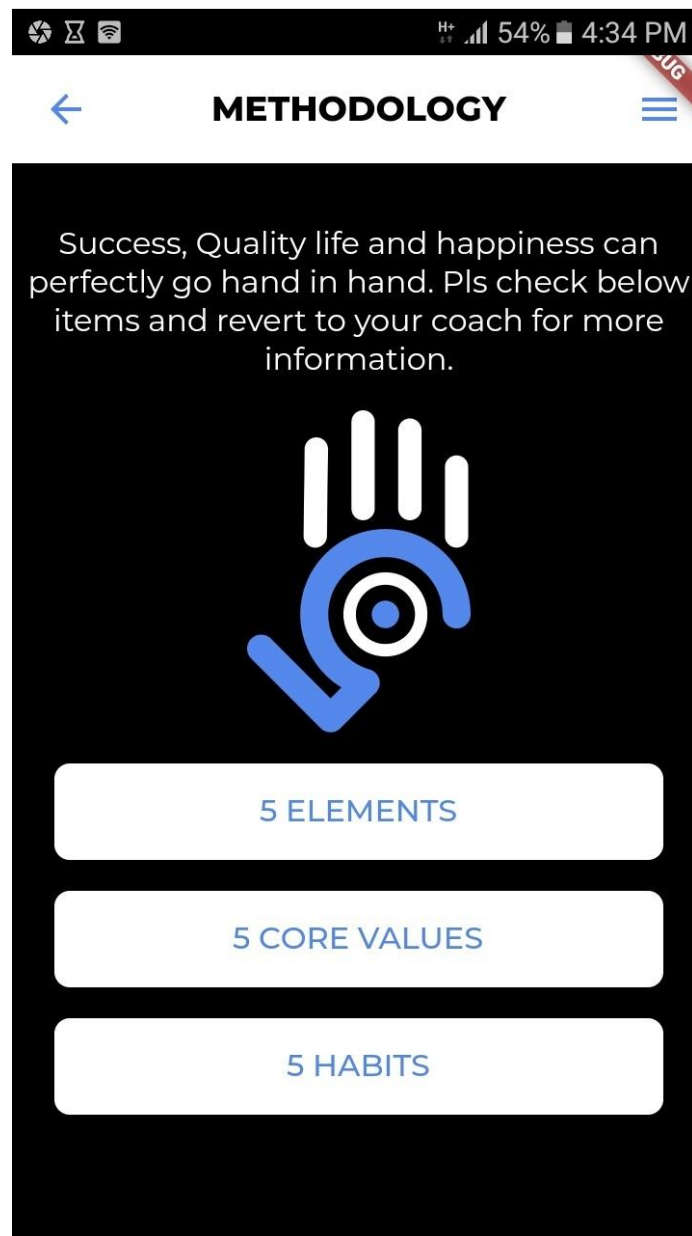 H+ 54% 4:34 PM
METHODOLOGY
Success, Quality life and happiness can
perfectly go hand in hand. Pls check below
items and revert to your coach for more
information.
5 ELEMENTS
5 CORE VALUES
5 HABITS